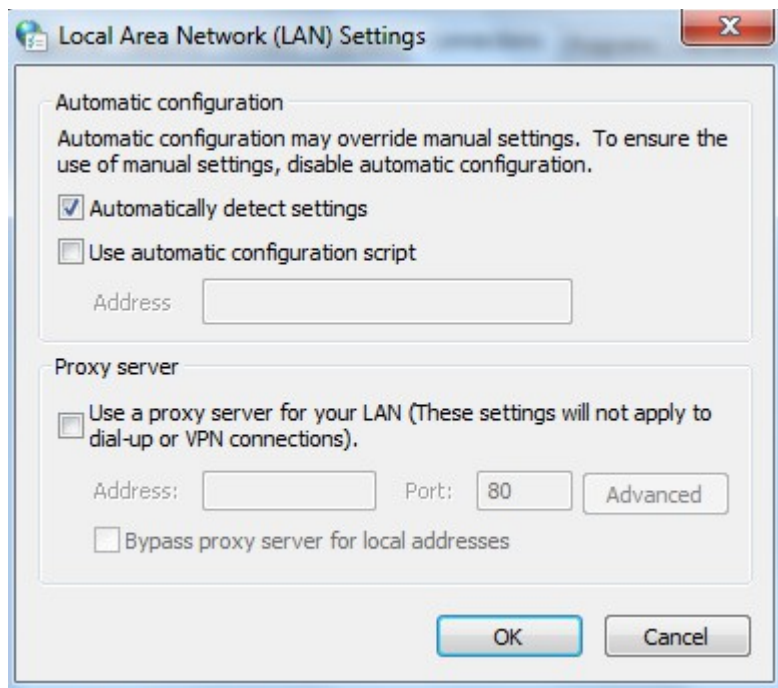 Local Area Network (LAN) Settings
Automatic configuration
Automatic configuration may override manual settings. To ensure the
use of manual settings, disable automatic configuration.
Automatically detect settings
Use automatic configuration script
Address
Proxy server
Use a proxy server for your LAN (These settings will not apply to
dial-up or VPN connections).
Address: Port: 80 Advanced
Bypass proxy server for local addresses
OK Cancel